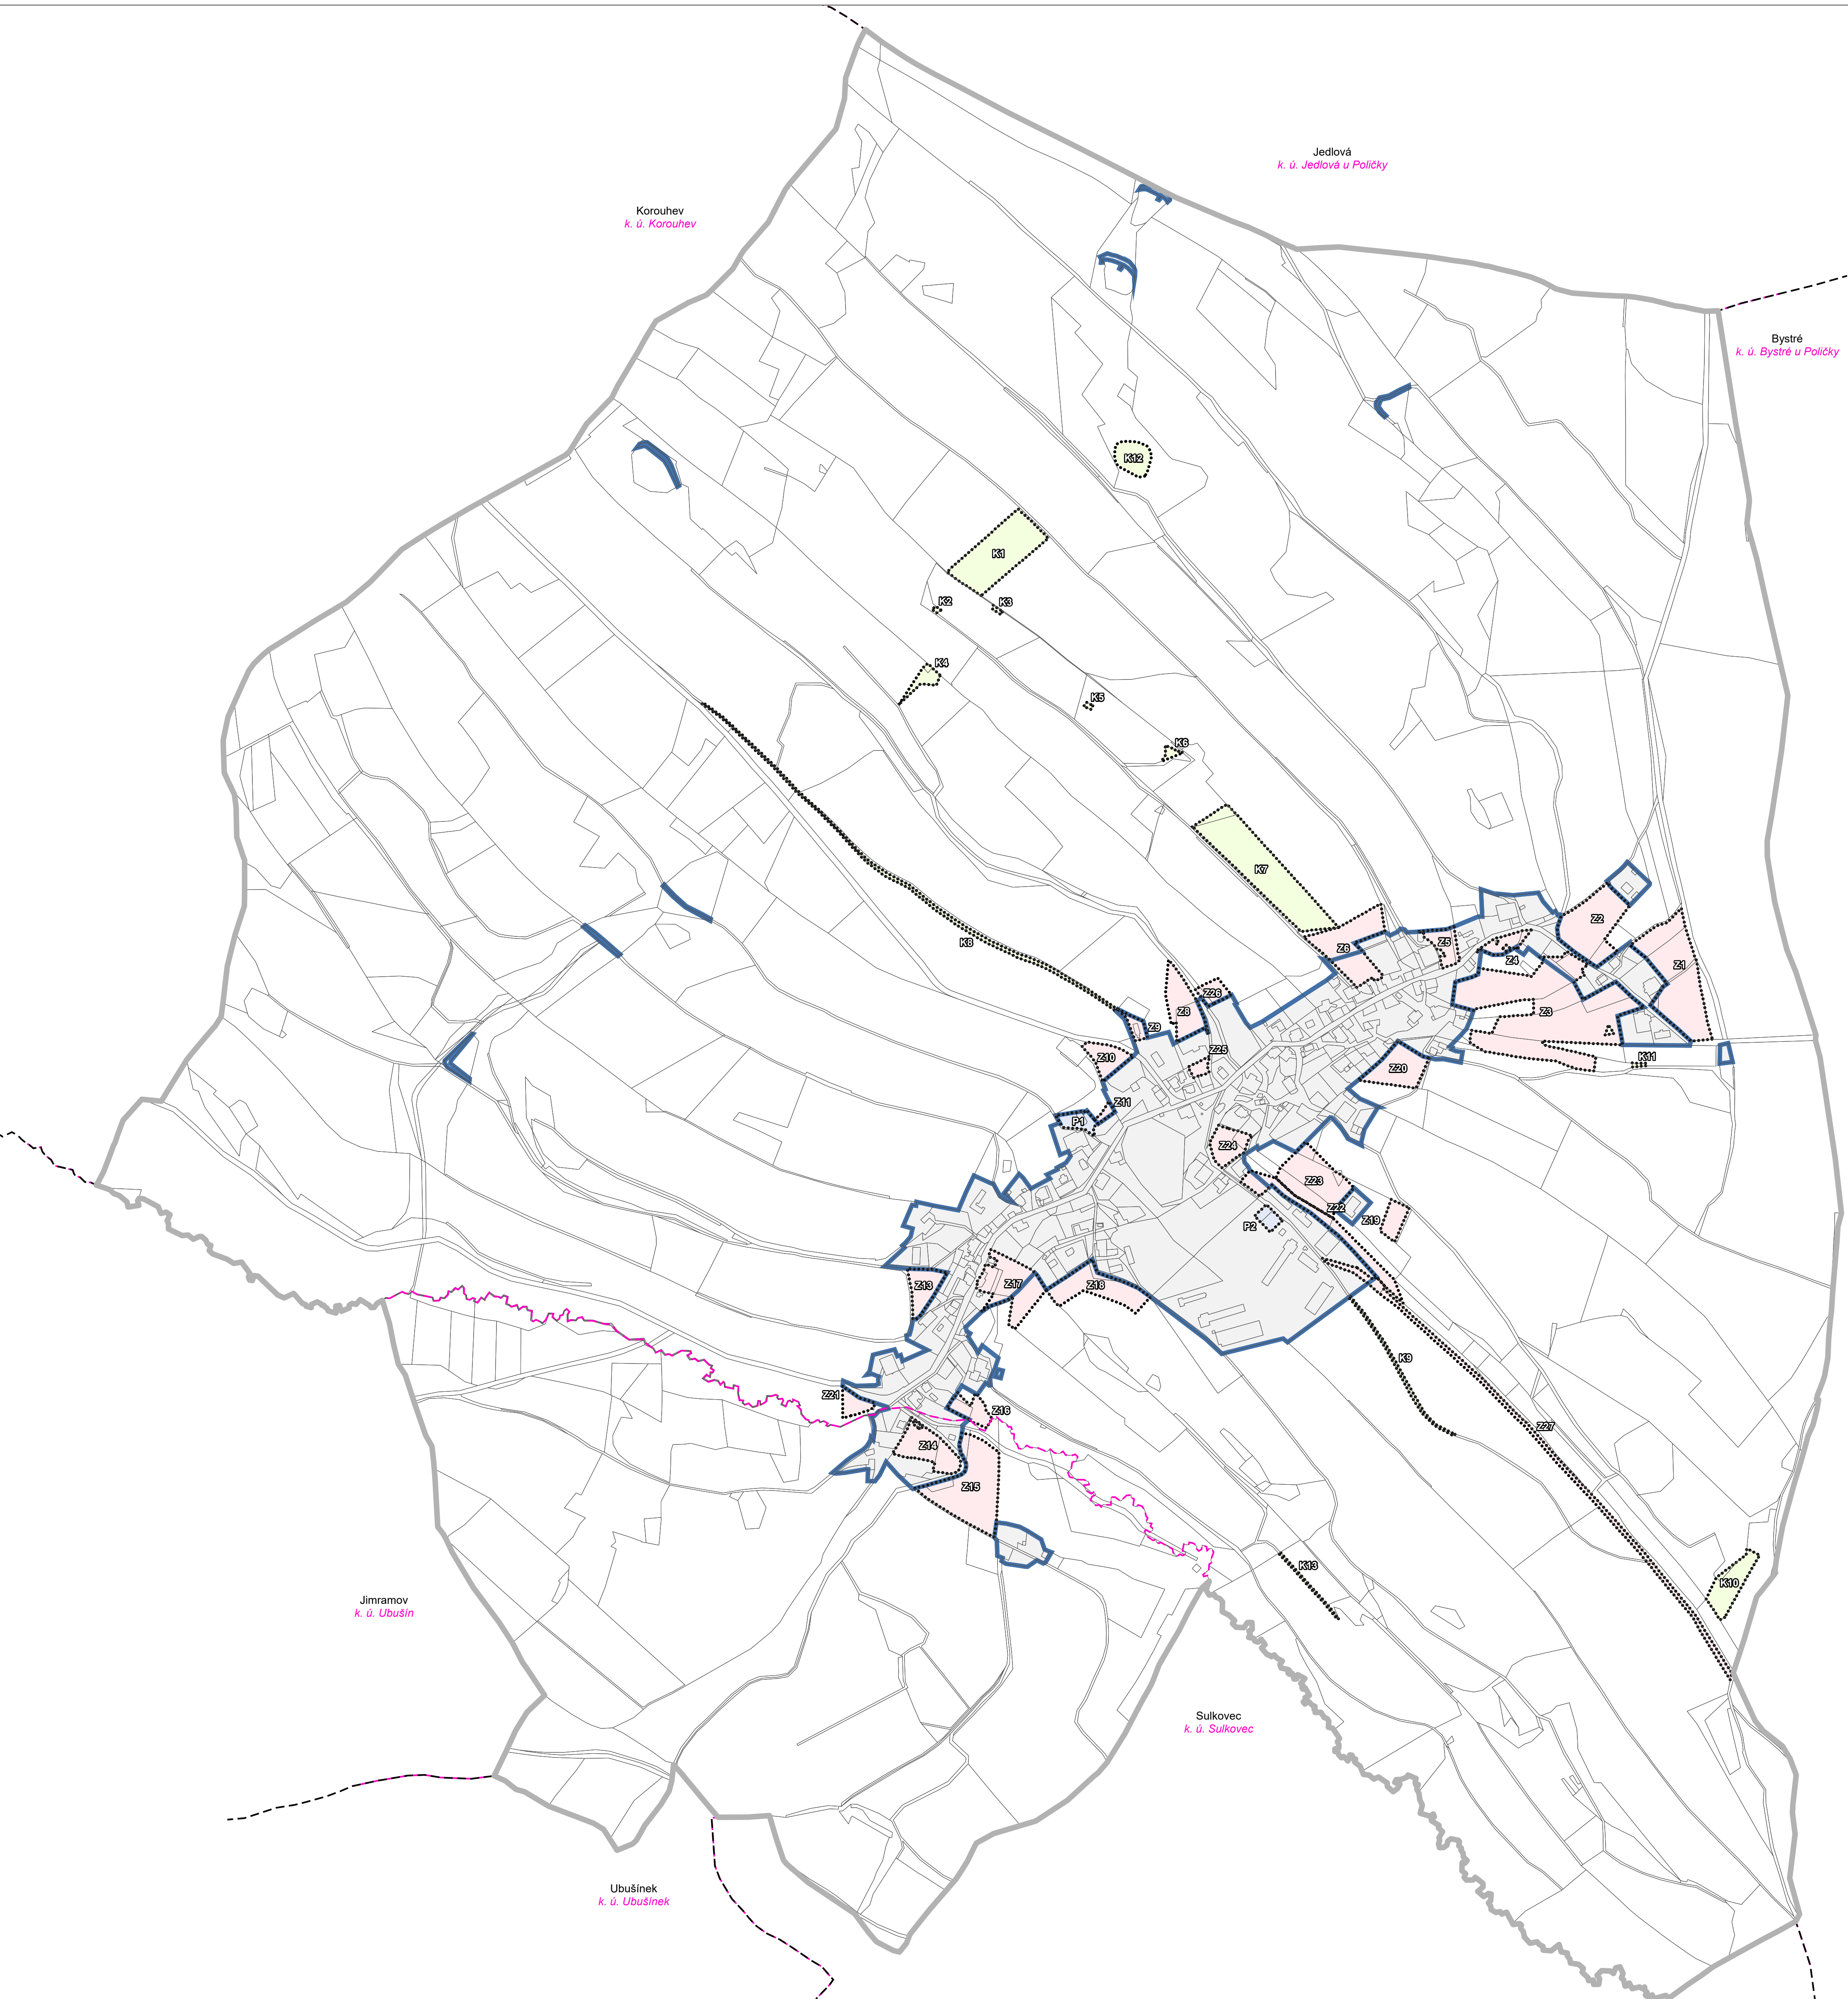 Jedlová
k. ú. Jedlová u Poličky
Korouhev
k. ú. Korouhev
Bystré
k. ú. Bystré u Poličky
K12
K1
K2
K3
K4
K5
K6
K7
K8
Z2
Z6
Z5
Z4
Z1
Z26
Z8
Z3
Z9
Z25
Z10
K11
Z20
Z11
P1
Z24
Z23
Z22
Z19
P2
Z13
Z17
Z18
K9
Z21
Z16
Z27
Z14
Z15
K13
K10
Jimramov
k. ú. Ubušín
Sulkovec
k. ú. Sulkovec
Ubušínek
k. ú. Ubušínek